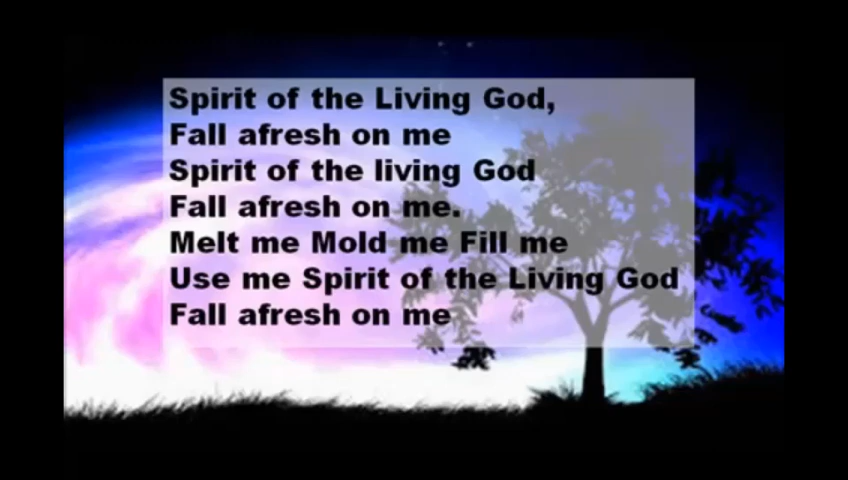 Spirit of the Living God,
Fall afresh on me
Spirit of the living God
Fall afresh on me.
Melt me Mold me Fill me
Use me Spirit of the Living God
Fall afresh on me